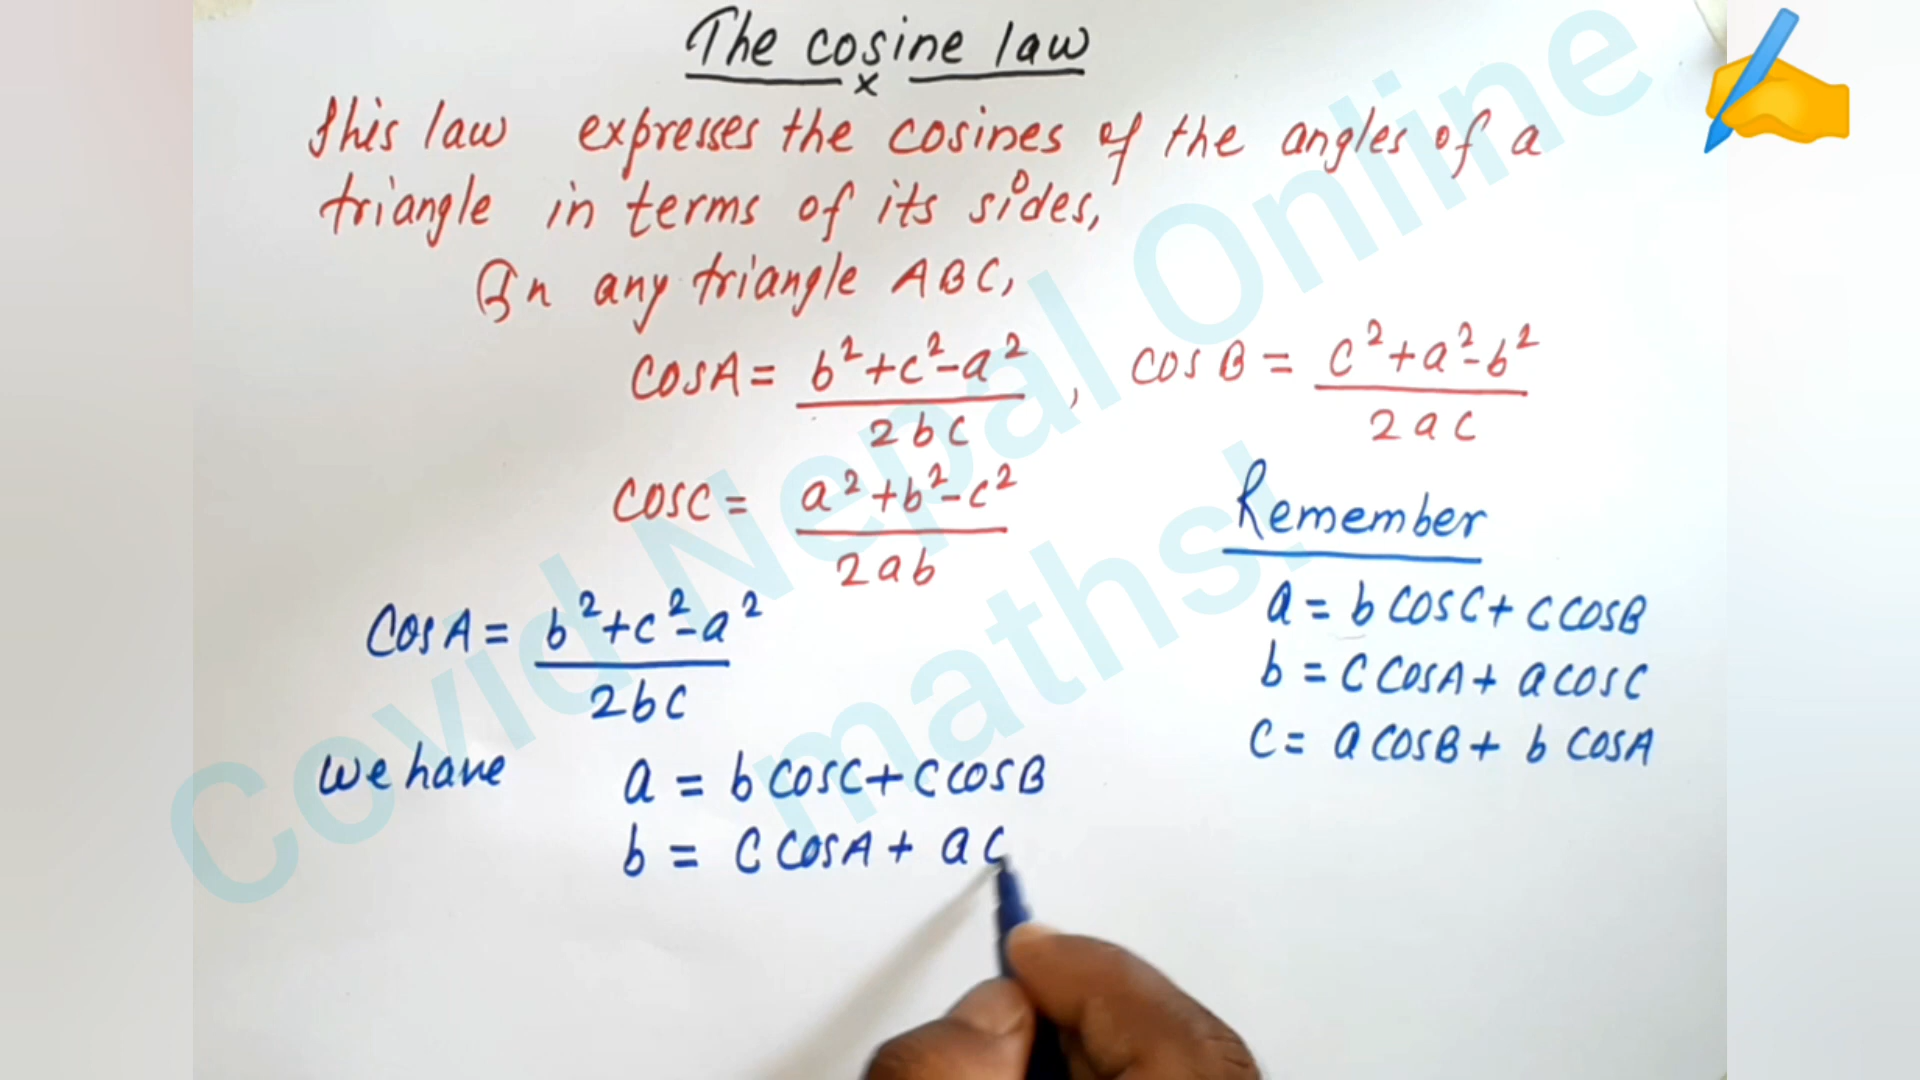 The cosine law
x
This law expresses the cosines of the angles of a
triangle in terms of its sides,
In any triangle ABC,
cosA = b²+c²-a² / 2bc , cosB = c²+a²-b² / 2ac
cosC = a²+b²-c² / 2ab
Remember
a = b cosC + c cosB
b = c cosA + a cosC
c = a cosB + b cosA
CosA = b²+c²-a² / 2bc
We have a = b cosC + c cosB
b = c cosA + a c
Covid Nepal Online
maths!